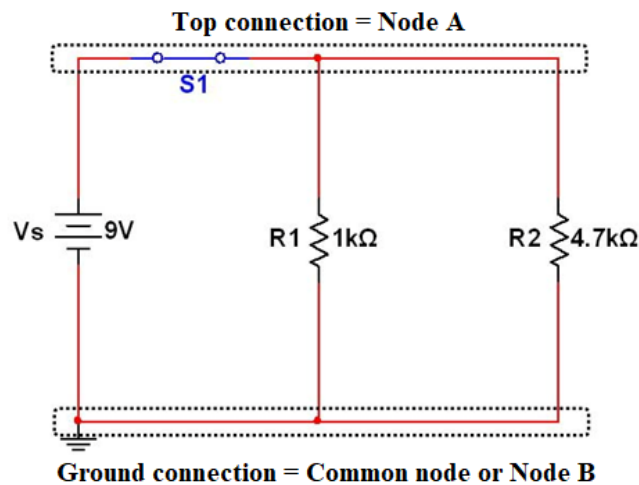 Top connection = Node A
S1
Vs 9V
R1 1kΩ
R2 4.7kΩ
Ground connection = Common node or Node B